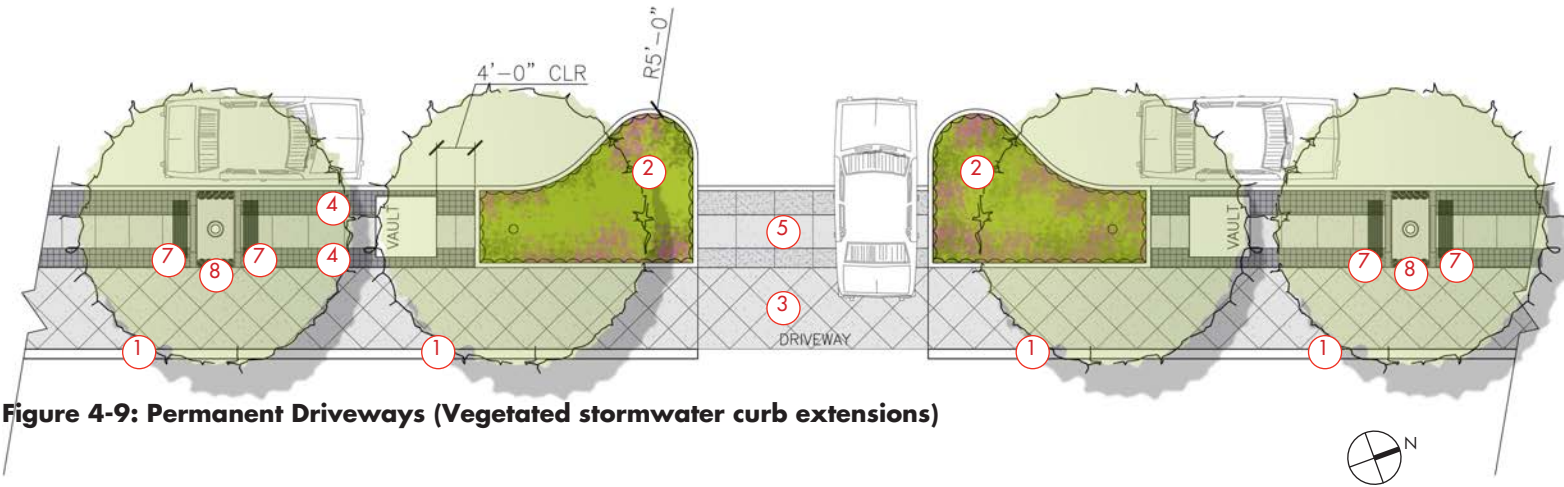 4'-0" CLR
R5'-0"
2
2
4
VAULT
5
VAULT
7
8
7
4
7
8
7
3
DRIVEWAY
1
1
1
1
Figure 4-9: Permanent Driveways (Vegetated stormwater curb extensions)
N